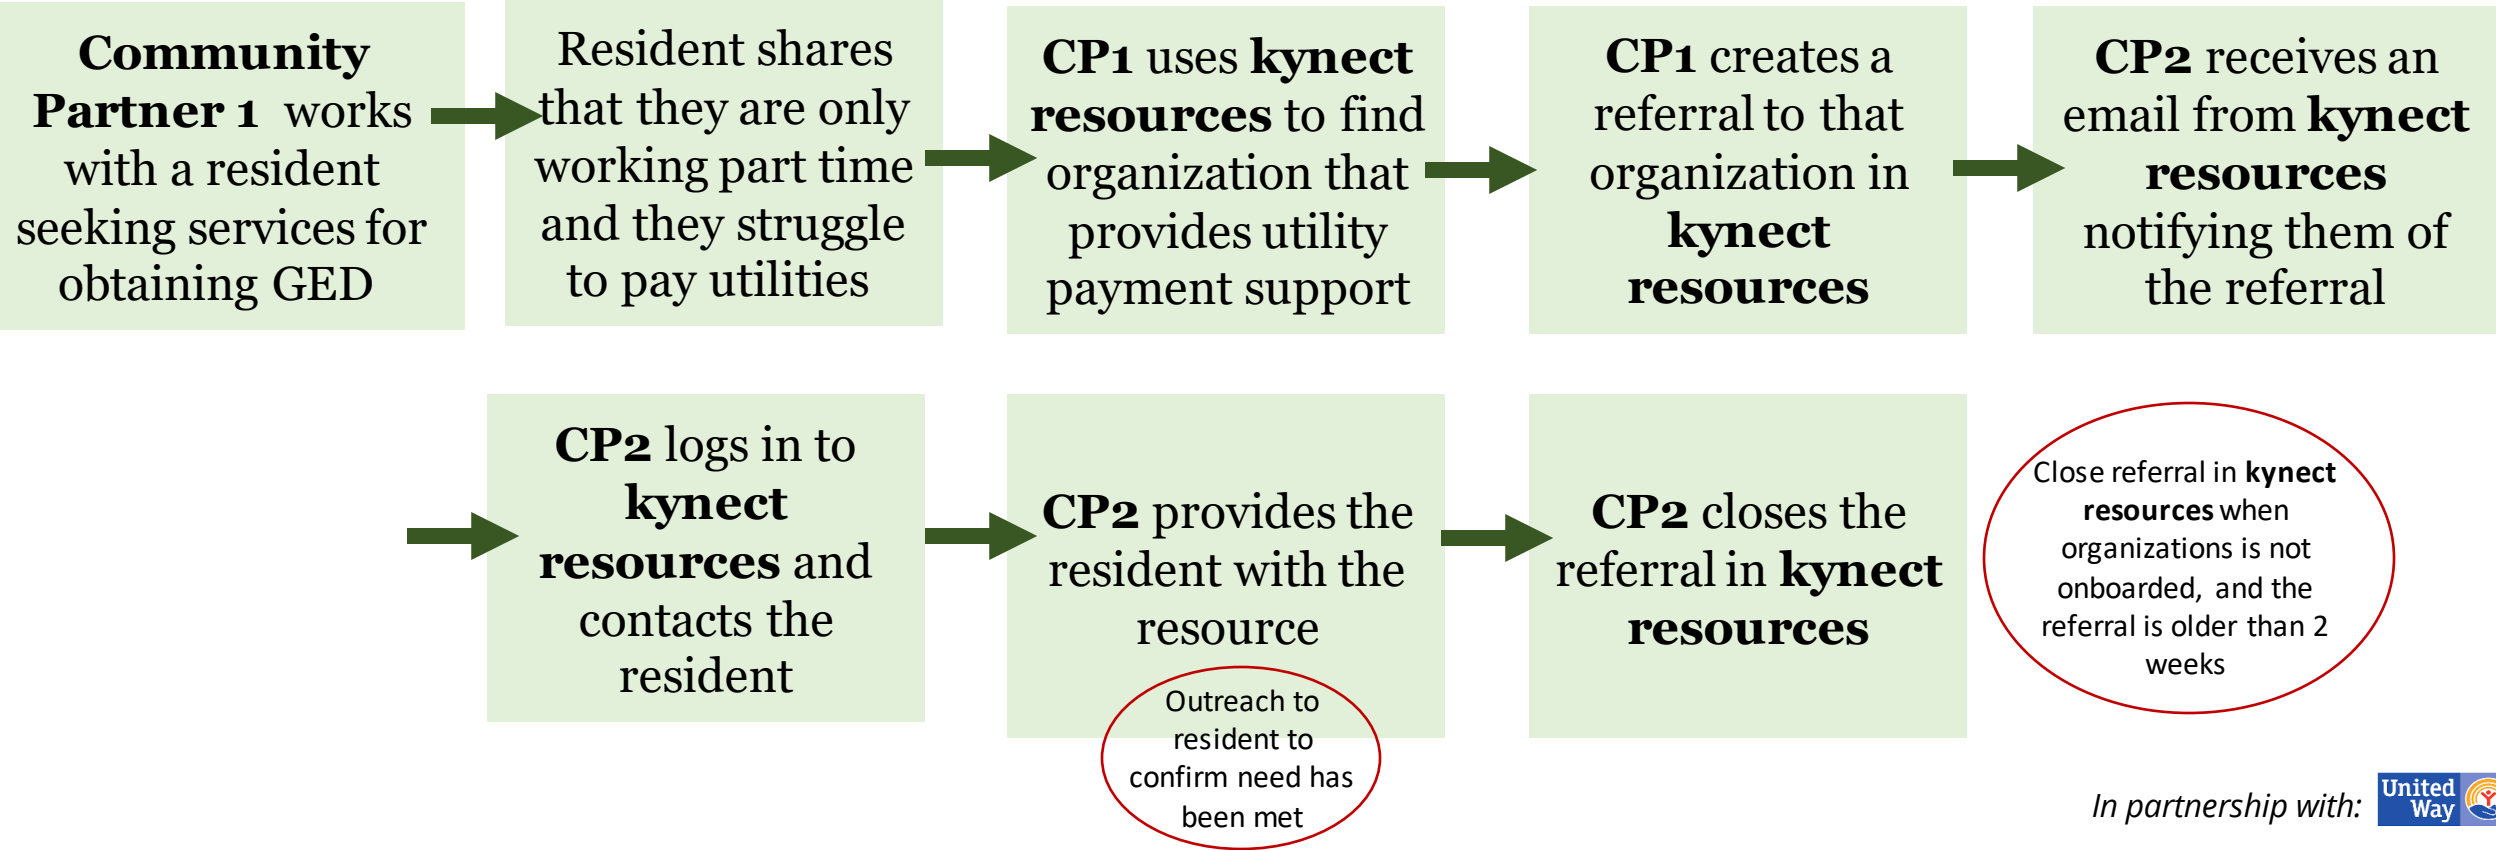 Community
Partner 1 works
with a resident
seeking services for
obtaining GED
Resident shares
that they are only
working part time
and they struggle
to pay utilities
CP1 uses kynect
resources to find
organization that
provides utility
payment support
CP1 creates a
referral to that
organization in
kynect
resources
CP2 receives an
email from kynect
resources
notifying them of
the referral
CP2 logs in to
kynect
resources and
contacts the
resident
CP2 provides the
resident with the
resource
Outreach to
resident to
confirm need has
been met
CP2 closes the
referral in kynect
resources
Close referral in kynect
resources when
organizations is not
onboarded, and the
referral is older than 2
weeks
In partnership with:
United
Way